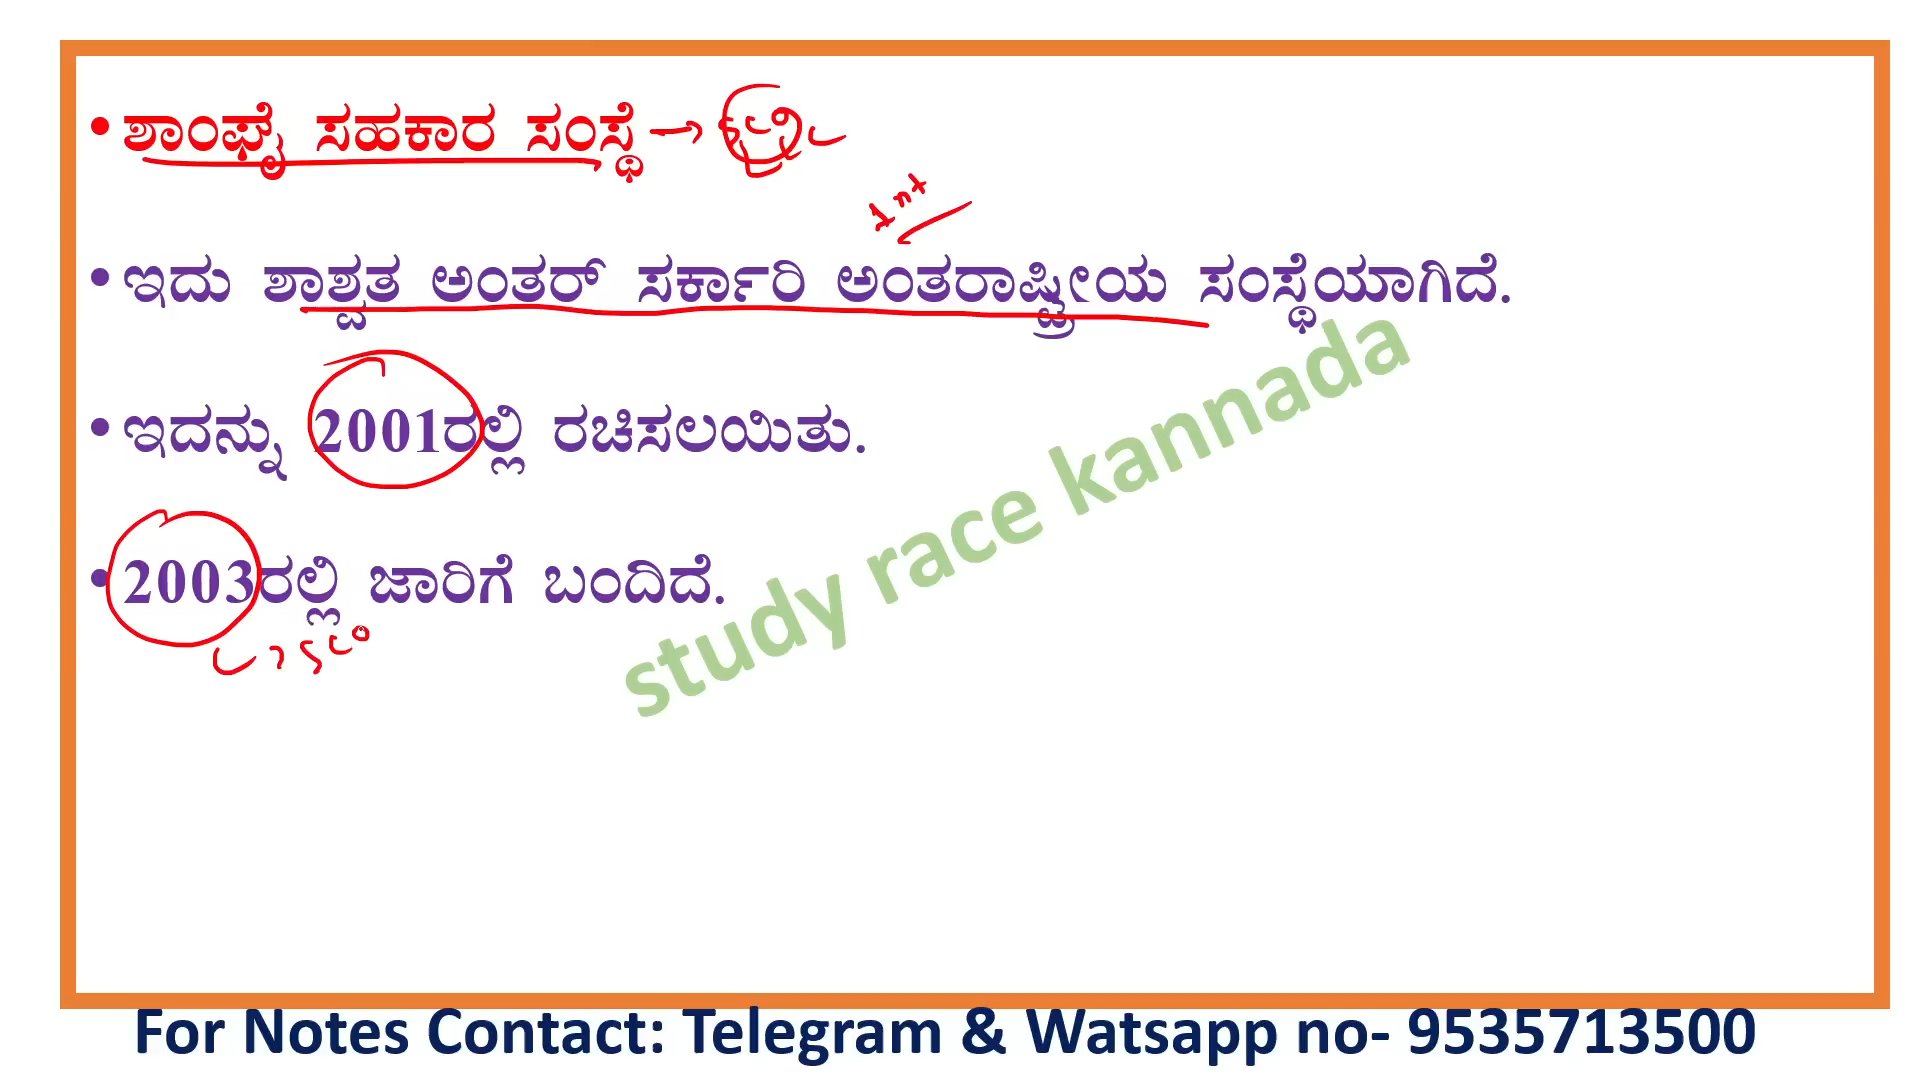 • ಶಾಂಘೈ ಸಹಕಾರ ಸಂಸ್ಥೆ
Int
• ಇದು ಶಾಶ್ವತ ಅಂತರ್ ಸರ್ಕಾರಿ ಅಂತರಾಷ್ಟ್ರೀಯ ಸಂಸ್ಥೆಯಾಗಿದೆ.
• ಇದನ್ನು 2001ರಲ್ಲಿ ರಚಿಸಲಯಿತು.
• 2003ರಲ್ಲಿ ಜಾರಿಗೆ ಬಂದಿದೆ.
study race kannada
For Notes Contact: Telegram & Watsapp no- 9535713500